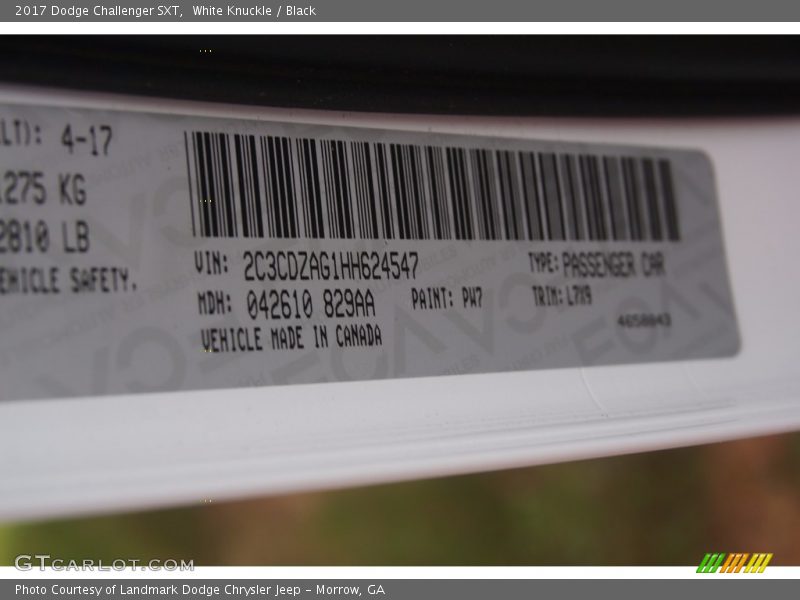 2017 Dodge Challenger SXT, White Knuckle / Black
LT): 4-17
1275 KG
2810 LB
EHICLE SAFETY.
VIN: 2C3CDZAG1HH624547
TYPE: PASSENGER CAR
MDH: 042610 829AA
PAINT: PW7
TRIM: L7X9
VEHICLE MADE IN CANADA
4658843
GTCARLOT.COM
Photo Courtesy of Landmark Dodge Chrysler Jeep – Morrow, GA